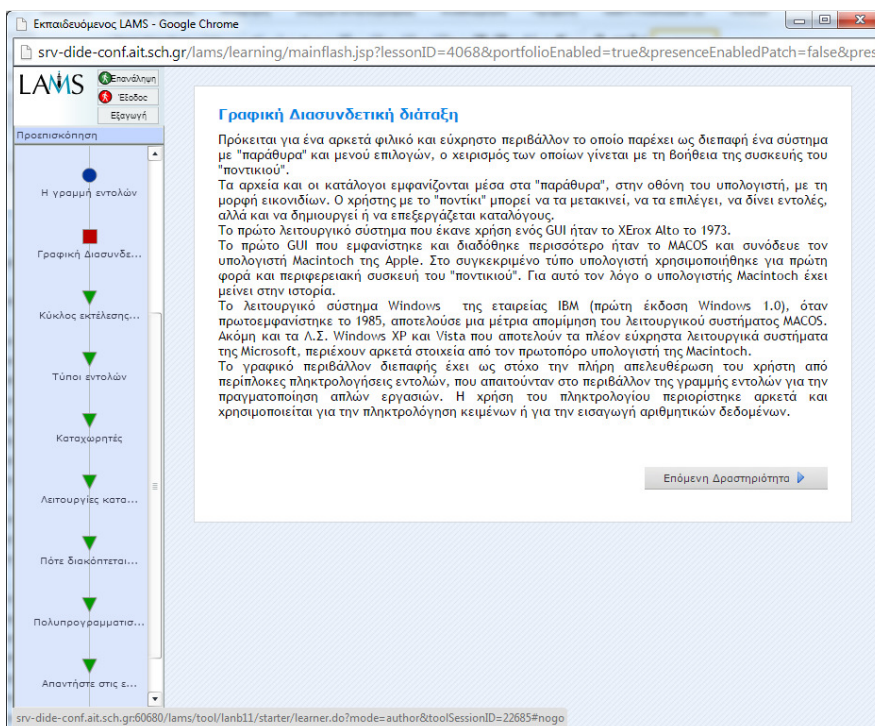 Εκπαιδευόμενος LAMS - Google Chrome
srv-dide-conf.ait.sch.gr/lams/learning/mainflash.jsp?lessonID=4068&portfolioEnabled=true&presenceEnabledPatch=false&pres
LAMS
Επανάληψη
Έξοδος
Εξαγωγή
Προεπισκόπηση
Η γραμμή εντολών
Γραφική Διασυνδε...
Κύκλος εκτέλεσης...
Τύποι εντολών
Καταχωρητές
Λειτουργίες κατα...
Πότε διακόπτεται...
Πολυπρογραμματισ...
Απαντήστε στις ε...
Γραφική Διασυνδετική διάταξη
Πρόκειται για ένα αρκετά φιλικό και εύχρηστο περιβάλλον το οποίο παρέχει ως διεπαφή ένα σύστημα
με "παράθυρα" και μενού επιλογών, ο χειρισμός των οποίων γίνεται με τη βοήθεια της συσκευής του
"ποντικιού".
Τα αρχεία και οι κατάλογοι εμφανίζονται μέσα στα "παράθυρα", στην οθόνη του υπολογιστή, με τη
μορφή εικονιδίων. Ο χρήστης με το "ποντίκι" μπορεί να τα μετακινεί, να τα επιλέγει, να δίνει εντολές,
αλλά και να δημιουργεί ή να επεξεργάζεται καταλόγους.
Το πρώτο λειτουργικό σύστημα που έκανε χρήση ενός GUI ήταν το XErox Alto το 1973.
Το πρώτο GUI που εμφανίστηκε και διαδόθηκε περισσότερο ήταν το MACOS και συνόδευε τον
υπολογιστή Macintoch της Apple. Στο συγκεκριμένο τύπο υπολογιστή χρησιμοποιήθηκε για πρώτη
φορά και περιφερειακή συσκευή του "ποντικιού". Για αυτό τον λόγο ο υπολογιστής Macintoch έχει
μείνει στην ιστορία.
Το λειτουργικό σύστημα Windows της εταιρείας IBM (πρώτη έκδοση Windows 1.0), όταν
πρωτοεμφανίστηκε το 1985, αποτελούσε μια μέτρια απομίμηση του λειτουργικού συστήματος MACOS.
Ακόμη και τα Λ.Σ. Windows XP και Vista που αποτελούν τα πλέον εύχρηστα λειτουργικά συστήματα
της Microsoft, περιέχουν αρκετά στοιχεία από τον πρωτοπόρο υπολογιστή της Macintoch.
Το γραφικό περιβάλλον διεπαφής έχει ως στόχο την πλήρη απελευθέρωση του χρήστη από
περίπλοκες πληκτρολογήσεις εντολών, που απαιτούνταν στο περιβάλλον της γραμμής εντολών για την
πραγματοποίηση απλών εργασιών. Η χρήση του πληκτρολογίου περιορίστηκε αρκετά και
χρησιμοποιείται για την πληκτρολόγηση κειμένων ή για την εισαγωγή αριθμητικών δεδομένων.
Επόμενη Δραστηριότητα
srv-dide-conf.ait.sch.gr:60680/lams/tool/lanb11/starter/learner.do?mode=author&toolSessionID=22685#nogo